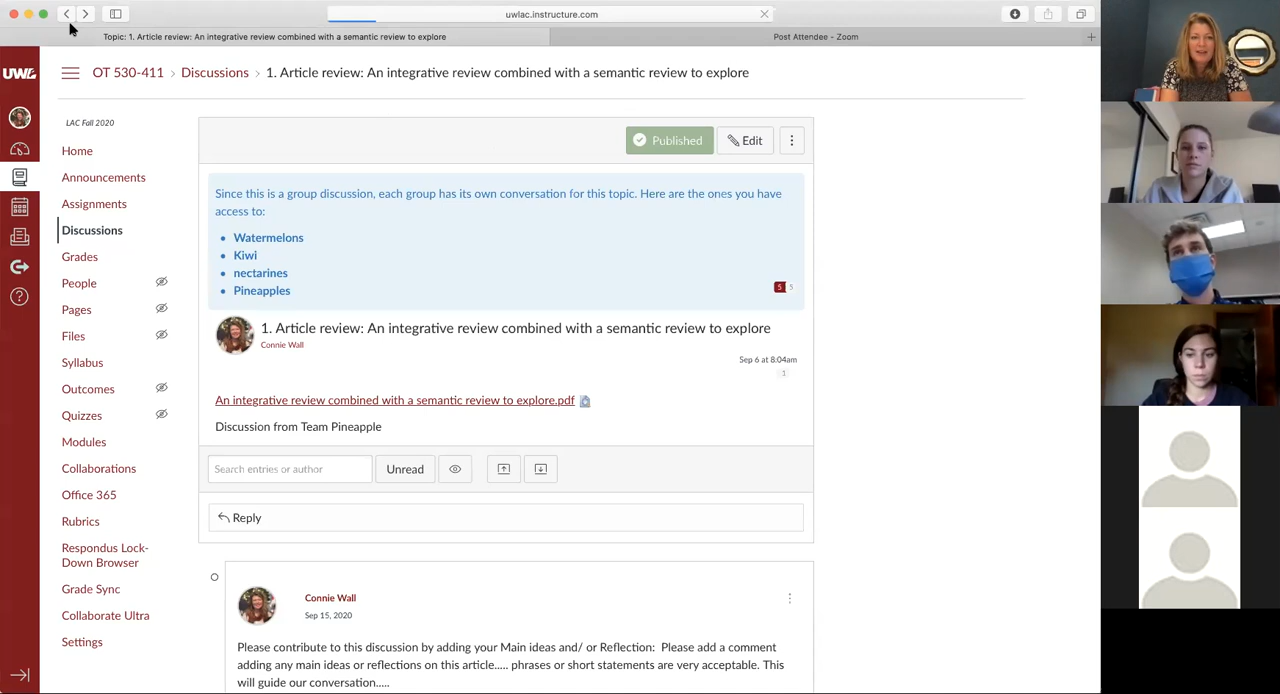 uwlac.instructure.com
Topic: 1. Article review: An integrative review combined with a semantic review to explore
Post Attendee - Zoom
UWL
OT 530-411 > Discussions > 1. Article review: An integrative review combined with a semantic review to explore
LAC Fall 2020
Home
Announcements
Assignments
Discussions
Grades
People
Pages
Files
Syllabus
Outcomes
Quizzes
Modules
Collaborations
Office 365
Rubrics
Respondus Lock-
Down Browser
Grade Sync
Collaborate Ultra
Settings
Published
Edit
Since this is a group discussion, each group has its own conversation for this topic. Here are the ones you have
access to:
• Watermelons
• Kiwi
• nectarines
• Pineapples
5 5
1. Article review: An integrative review combined with a semantic review to explore
Connie Wall
Sep 6 at 8:04am
1
An integrative review combined with a semantic review to explore.pdf
Discussion from Team Pineapple
Search entries or author
Unread
Reply
Connie Wall
Sep 15, 2020
Please contribute to this discussion by adding your Main ideas and/ or Reflection: Please add a comment
adding any main ideas or reflections on this article..... phrases or short statements are very acceptable. This
will guide our conversation.....